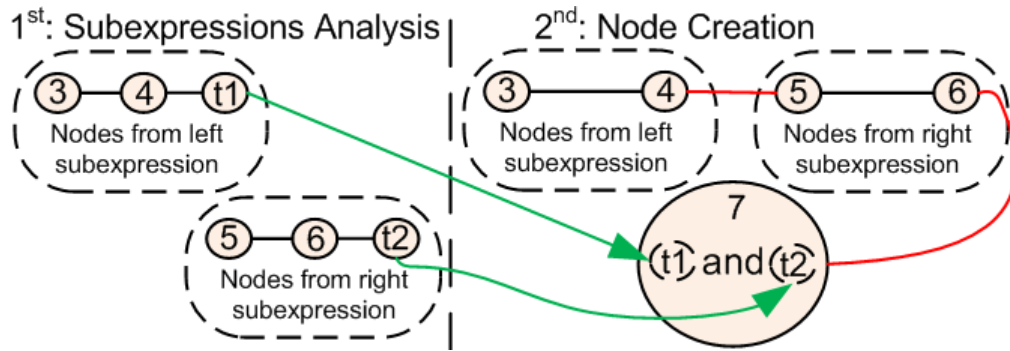 1st: Subexpressions Analysis
3 4 t1
Nodes from left
subexpression
5 6 t2
Nodes from right
subexpression
2nd: Node Creation
3 4
Nodes from left
subexpression
5 6
Nodes from right
subexpression
7
(t1) and (t2)